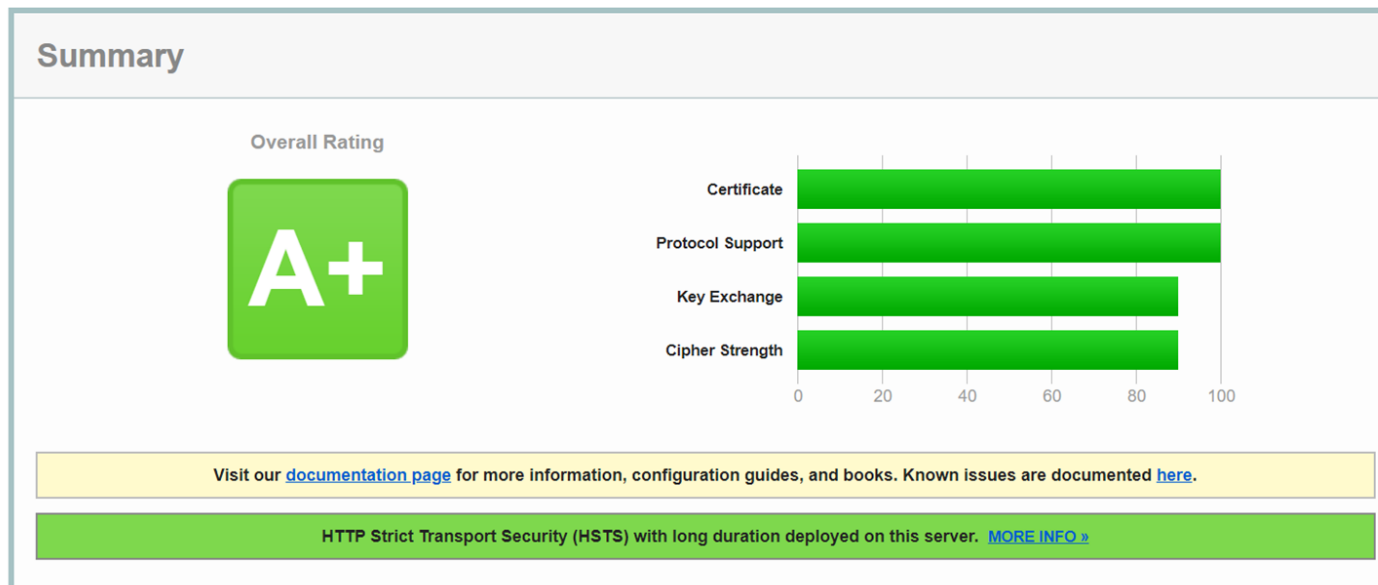 Summary
Overall Rating
A+
Certificate
Protocol Support
Key Exchange
Cipher Strength
0 20 40 60 80 100
Visit our documentation page for more information, configuration guides, and books. Known issues are documented here.
HTTP Strict Transport Security (HSTS) with long duration deployed on this server. MORE INFO »